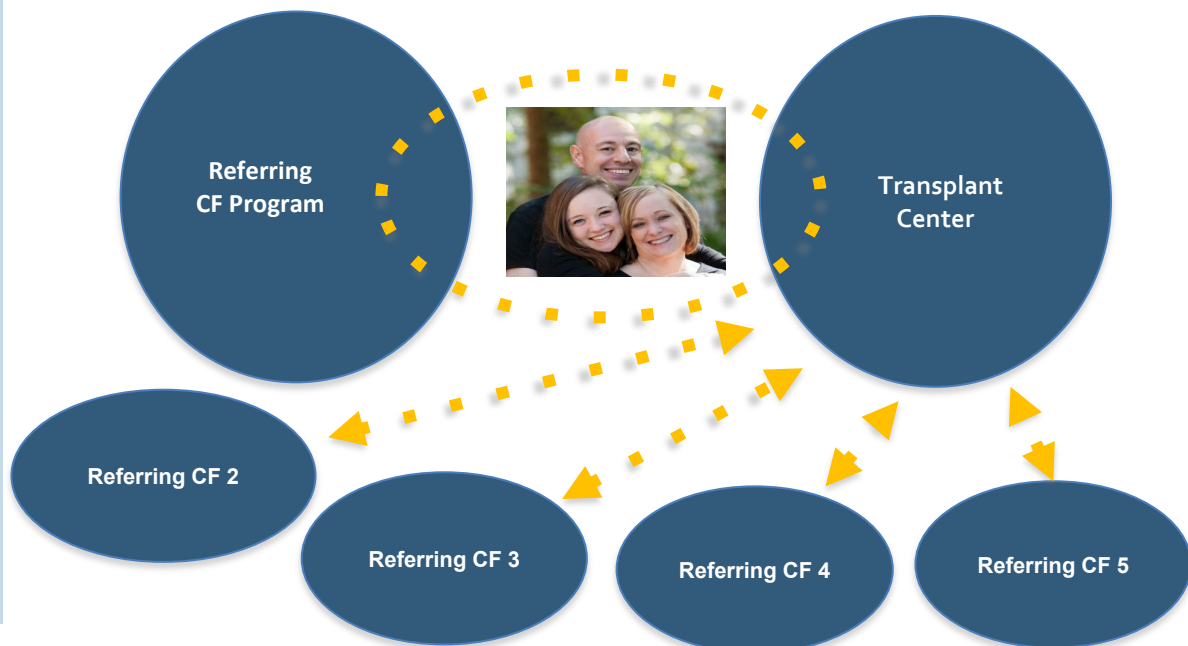 Referring
CF Program
Transplant
Center
Referring CF 2
Referring CF 3
Referring CF 4
Referring CF 5